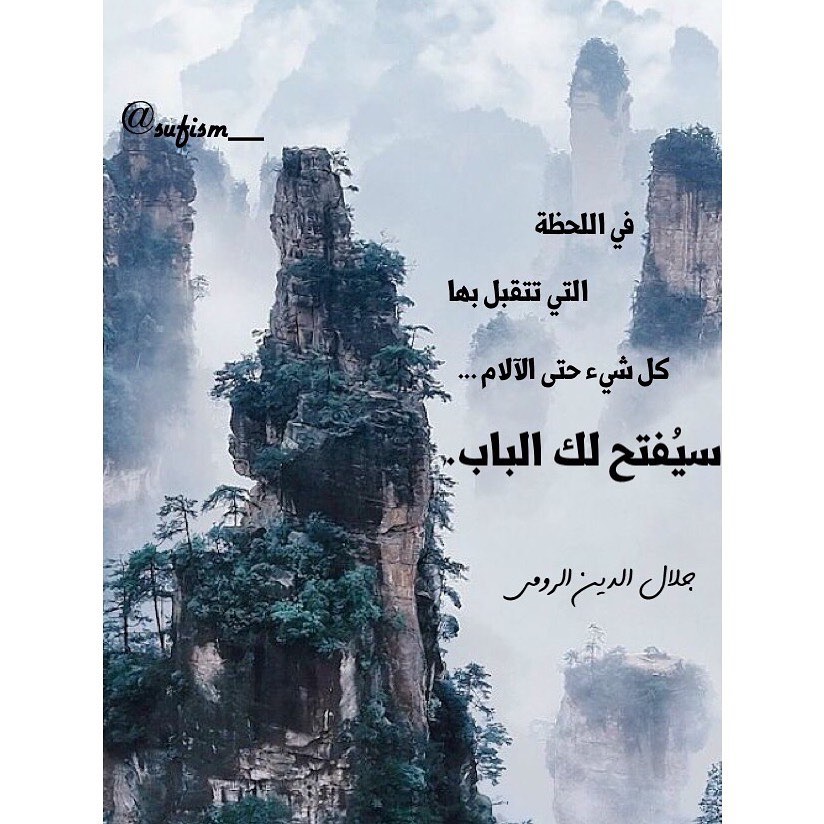 @sufism__
في اللحظة
التي تتقبل بها
كل شيء حتى الآلام ...
سيُفتح لك الباب.
جلال الدين الرومي